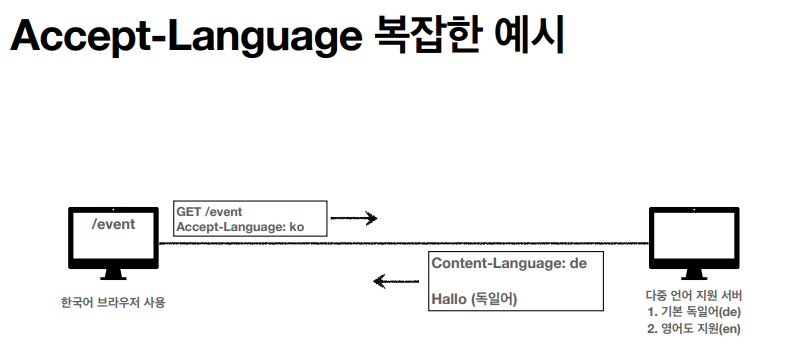 Accept-Language 복잡한 예시
/event
GET /event
Accept-Language: ko
Content-Language: de
Hallo (독일어)
한국어 브라우저 사용
다중 언어 지원 서버
1. 기본 독일어(de)
2. 영어도 지원(en)